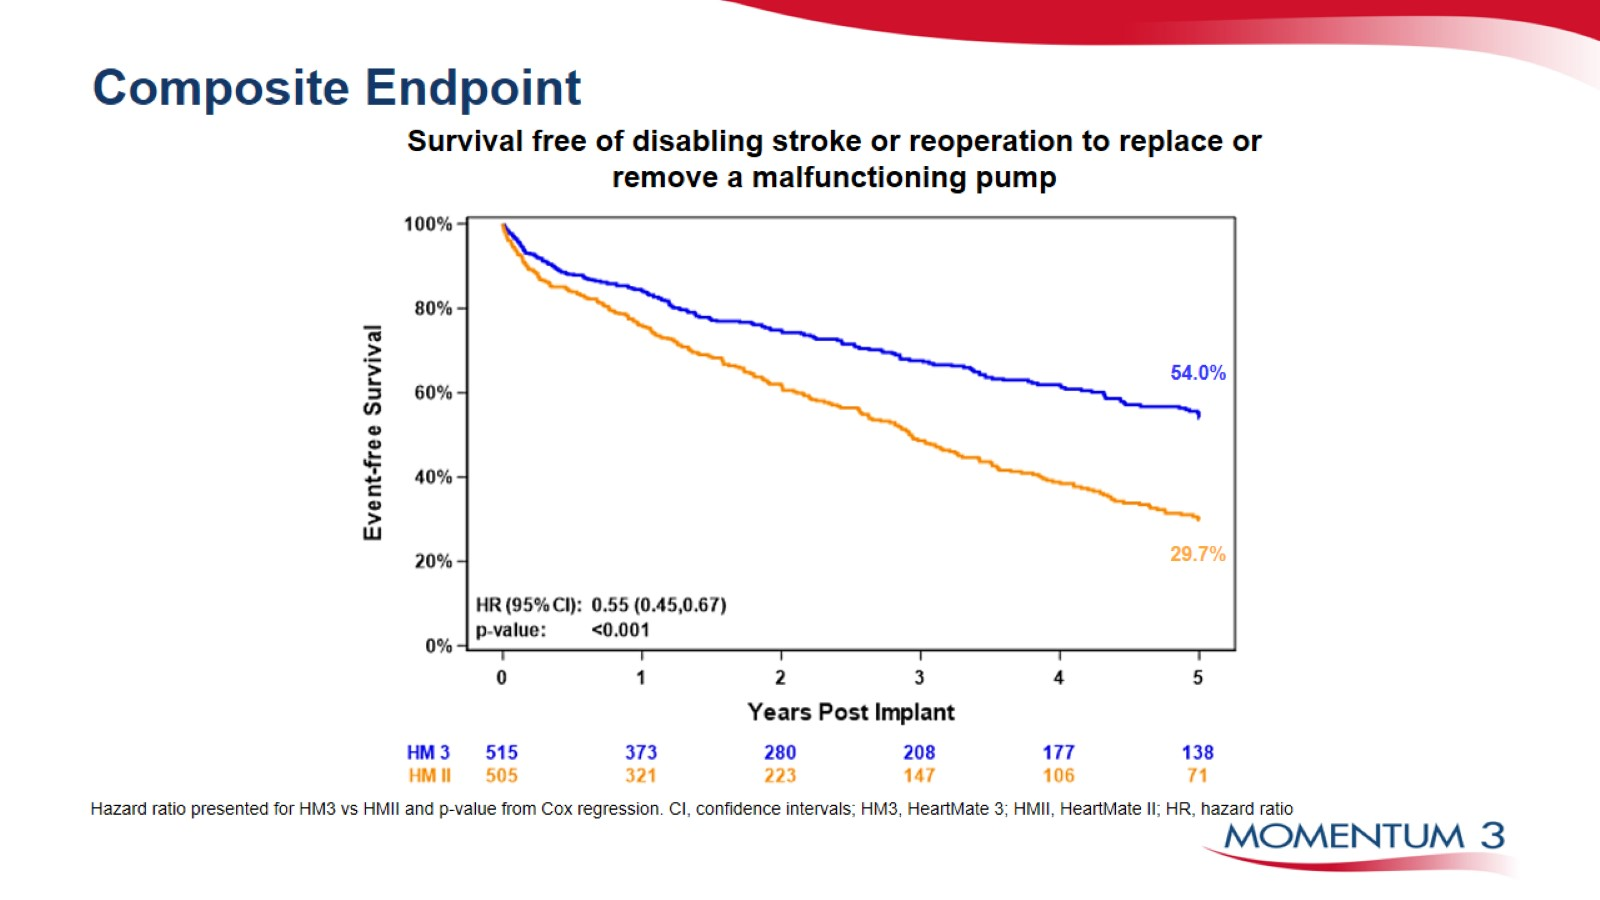 Composite Endpoint
Survival free of disabling stroke or reoperation to replace or
remove a malfunctioning pump
100%
80%
60%
40%
20%
0%
Event-free Survival
54.0%
29.7%
HR (95% CI): 0.55 (0.45,0.67)
p-value: <0.001
0 1 2 3 4 5
Years Post Implant
HM 3 515 373 280 208 177 138
HM II 505 321 223 147 106 71
Hazard ratio presented for HM3 vs HMII and p-value from Cox regression. CI, confidence intervals; HM3, HeartMate 3; HMII, HeartMate II; HR, hazard ratio
MOMENTUM 3